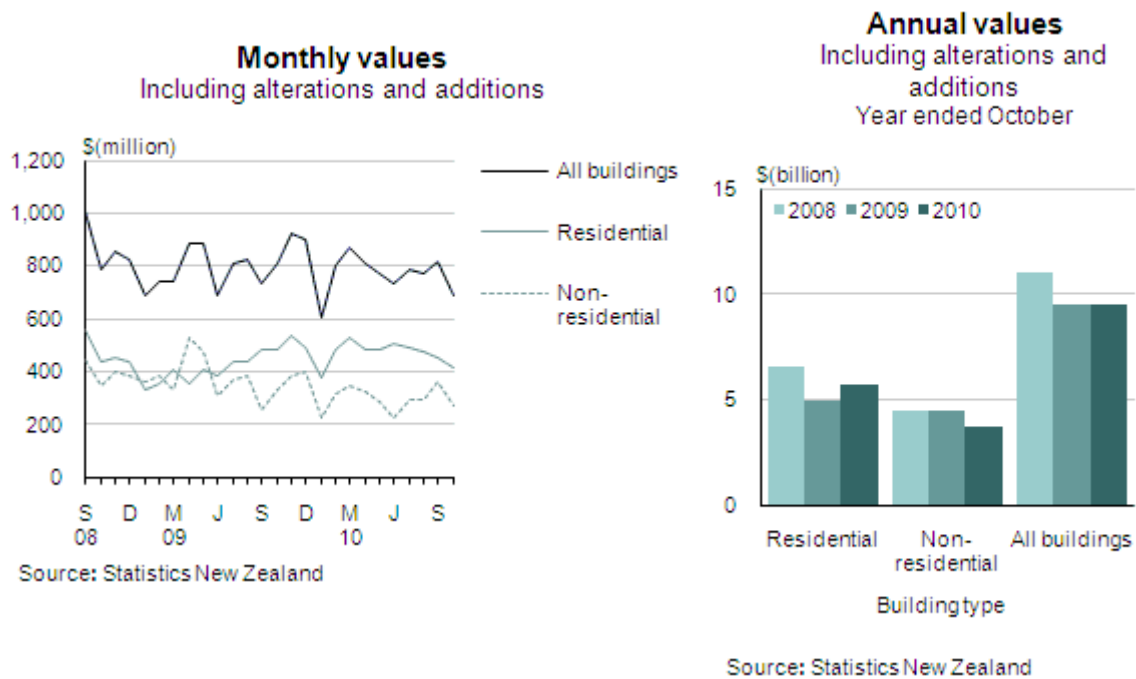 Monthly values
Including alterations and additions
$(million)
1,200
1,000
800
600
400
200
0
S D M J S D M J S
08 09 10
All buildings
Residential
Non-
residential
Source: Statistics New Zealand
Annual values
Including alterations and
additions
Year ended October
$(billion)
15
2008 2009 2010
10
5
0
Residential Non- All buildings
residential
Building type
Source: Statistics New Zealand